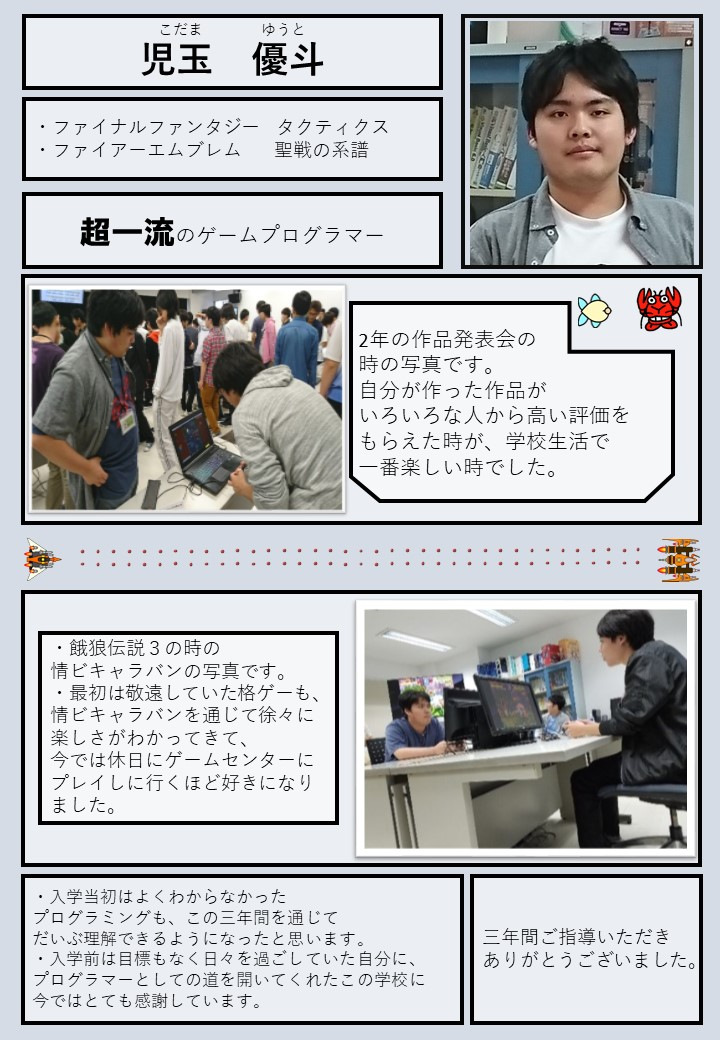 こだま　ゆうと
児玉　優斗
・ファイナルファンタジー　タクティクス
・ファイアーエムブレム　聖戦の系譜
超一流のゲームプログラマー
2年の作品発表会の
時の写真です。
自分が作った作品が
いろいろな人から高い評価を
もらえた時が、学校生活で
一番楽しい時でした。
・餓狼伝説３の時の
情ビキャラバンの写真です。
・最初は敬遠していた格ゲーも、
情ビキャラバンを通じて徐々に
楽しさがわかってきて、
今では休日にゲームセンターに
プレイしに行くほど好きになり
ました。
・入学当初はよくわからなかった
プログラミングも、この三年間を通じて
だいぶ理解できるようになったと思います。
・入学前は目標もなく日々を過ごしていた自分に、
プログラマーとしての道を開いてくれたこの学校に
今ではとても感謝しています。
三年間ご指導いただき
ありがとうございました。